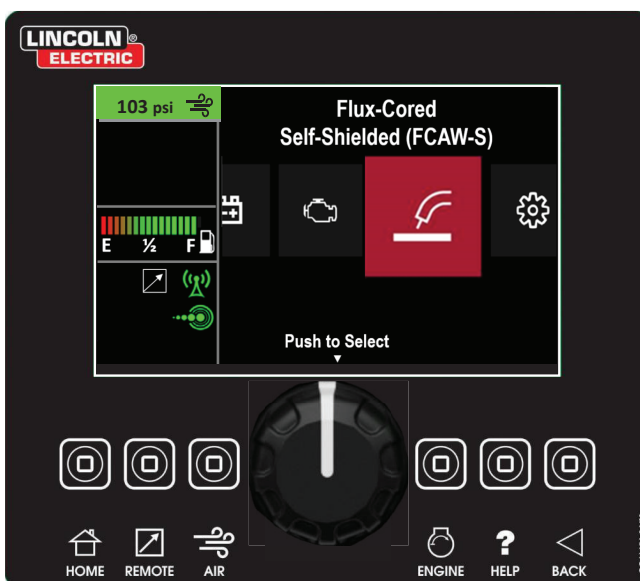 LINCOLN®
ELECTRIC
103 psi
Flux-Cored
Self-Shielded (FCAW-S)
E ½ F
Push to Select
HOME REMOTE AIR ENGINE HELP BACK